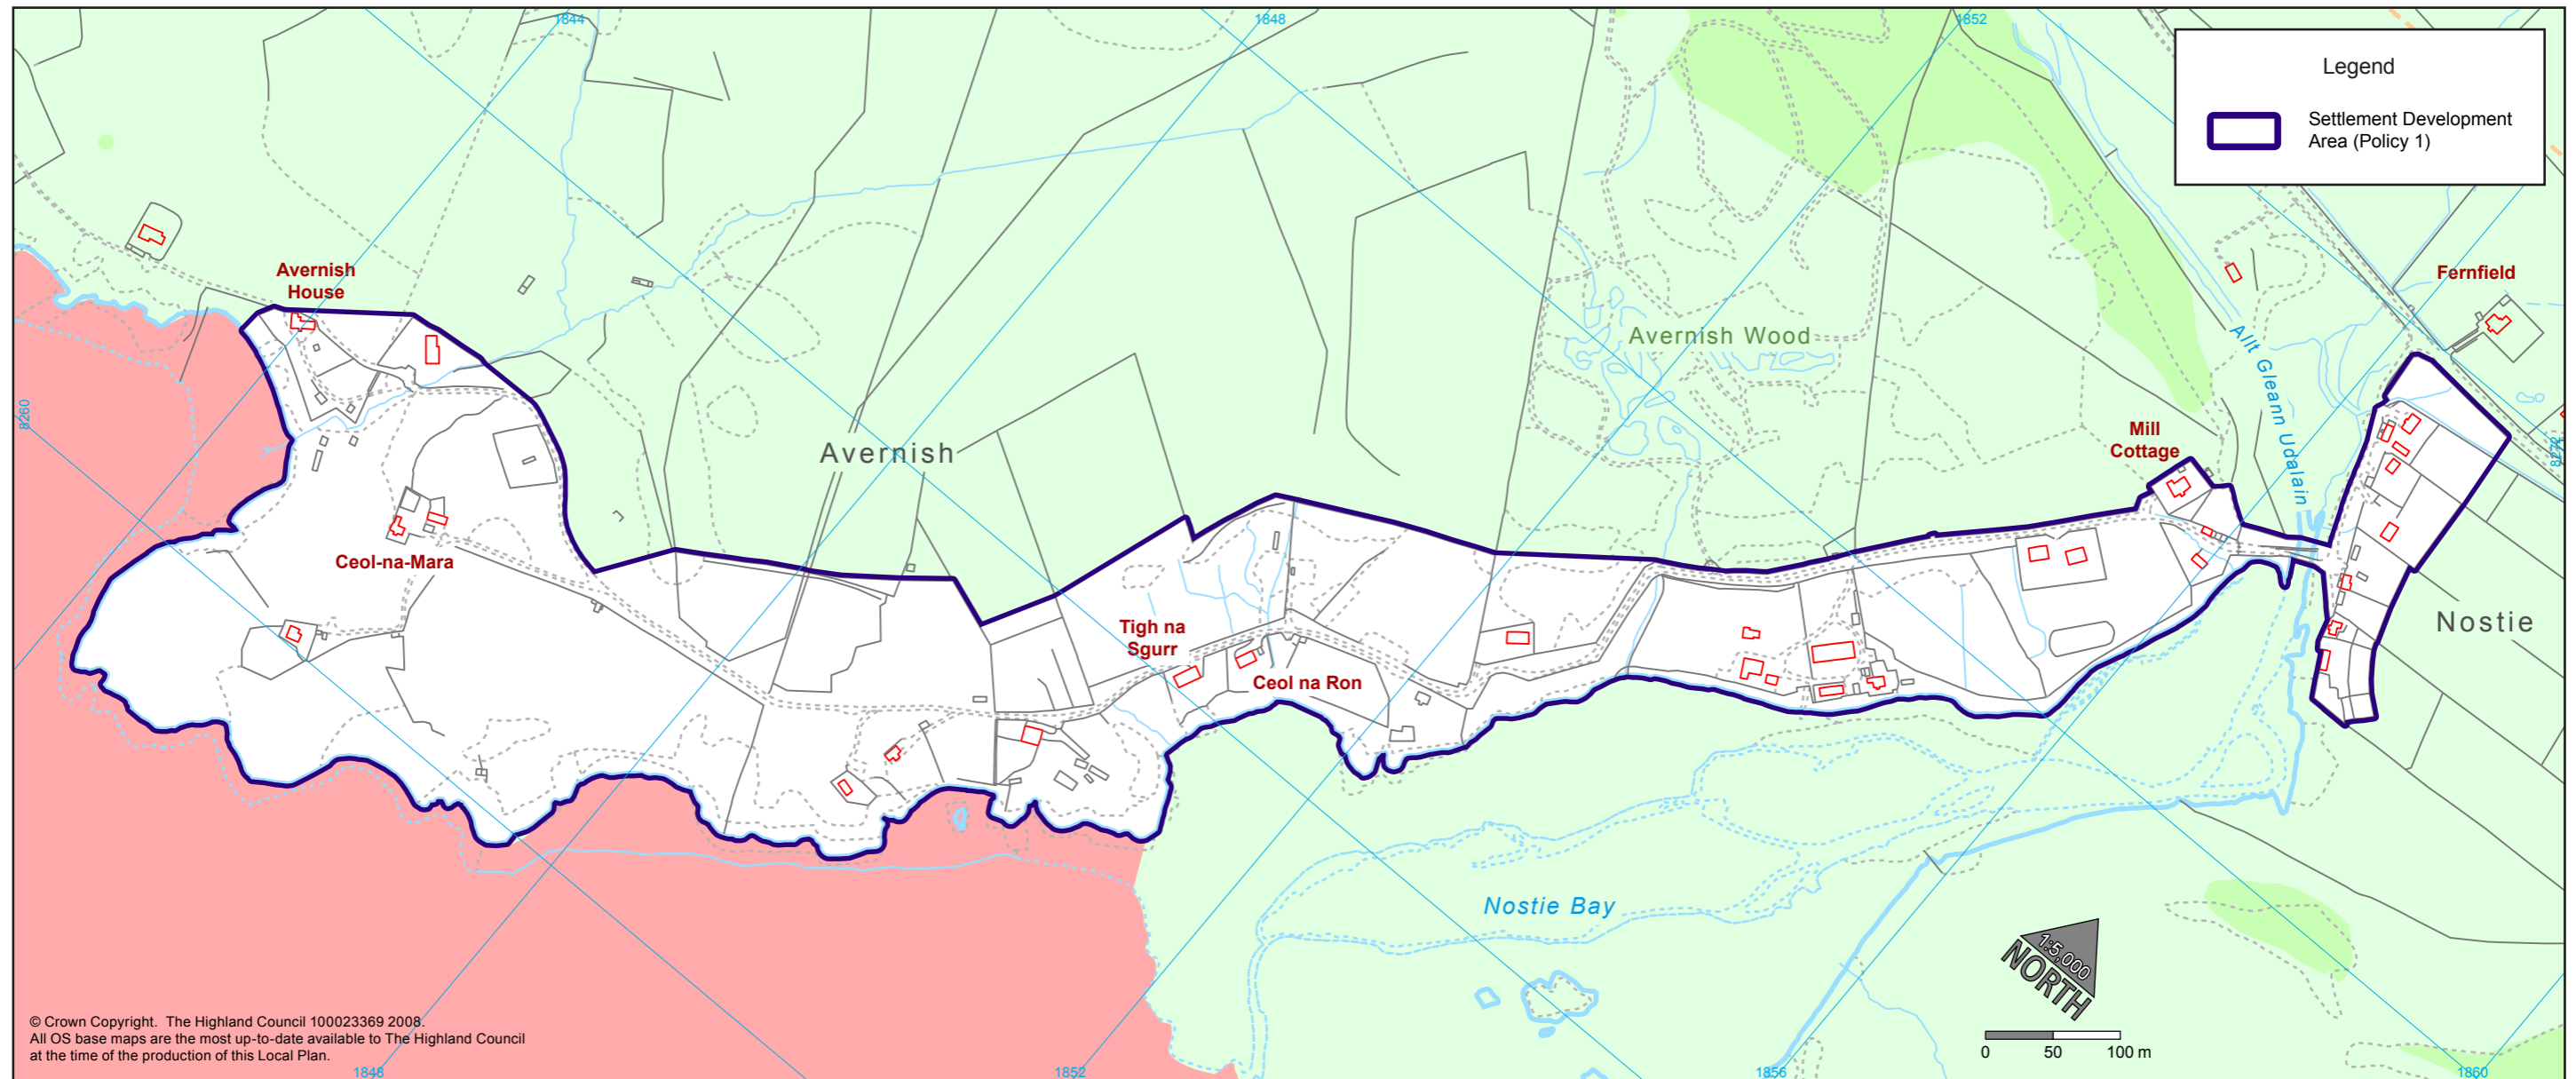 1844
1848
1852
Legend
Settlement Development
Area (Policy 1)
Avernish
House
Fernfield
Avernish Wood
Allt Gleann Udalain
8260
Avernish
Mill
Cottage
8272
Ceol-na-Mara
Tigh na
Sgurr
Nostie
Ceol na Ron
Nostie Bay
1:5,000
NORTH
© Crown Copyright. The Highland Council 100023369 2008.
All OS base maps are the most up-to-date available to The Highland Council
at the time of the production of this Local Plan.
0 50 100 m
1848
1852
1856
1860